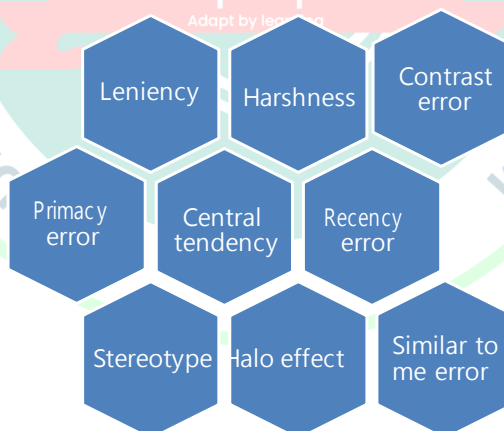 Adapt by learning
Leniency
Harshness
Contrast
error
Primacy
error
Central
tendency
Recency
error
Stereotype
Halo effect
Similar to
me error